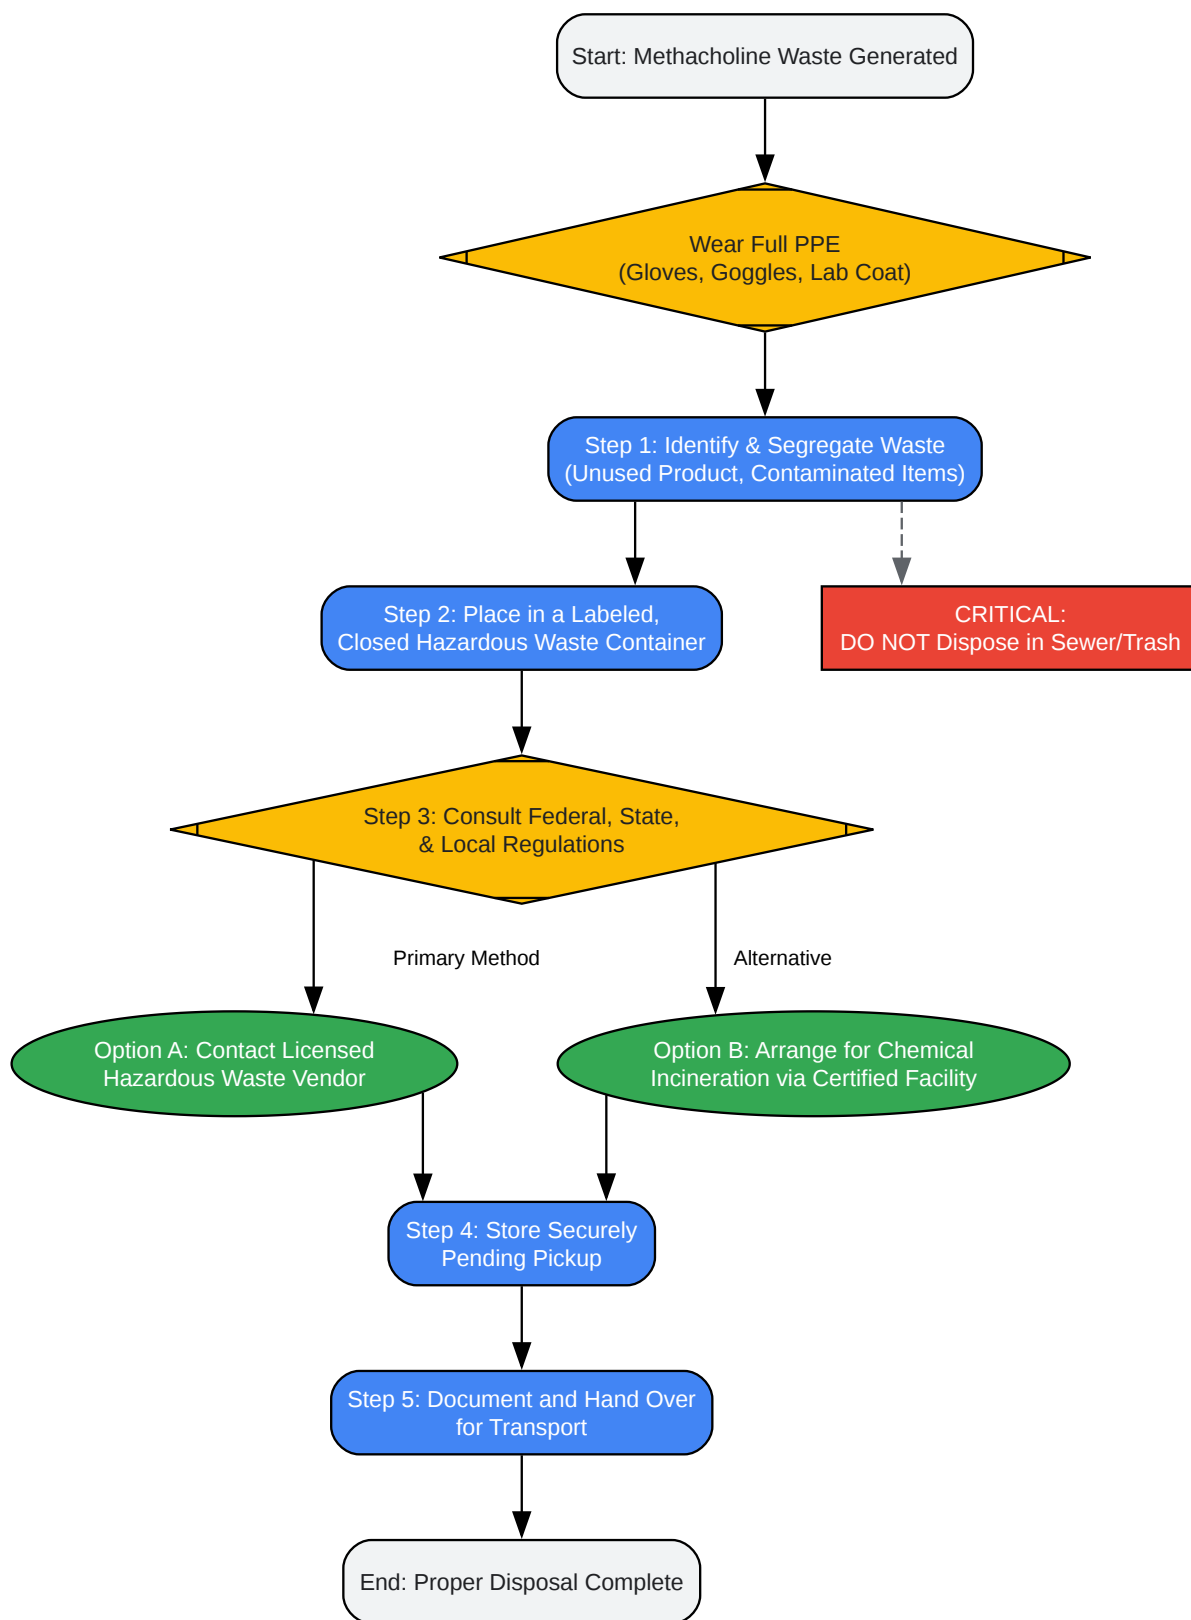 Start: Methacholine Waste Generated
Wear Full PPE
(Gloves, Goggles, Lab Coat)
Step 1: Identify & Segregate Waste
(Unused Product, Contaminated Items)
Step 2: Place in a Labeled,
Closed Hazardous Waste Container
CRITICAL:
DO NOT Dispose in Sewer/Trash
Step 3: Consult Federal, State,
& Local Regulations
Primary Method
Alternative
Option A: Contact Licensed
Hazardous Waste Vendor
Option B: Arrange for Chemical
Incineration via Certified Facility
Step 4: Store Securely
Pending Pickup
Step 5: Document and Hand Over
for Transport
End: Proper Disposal Complete